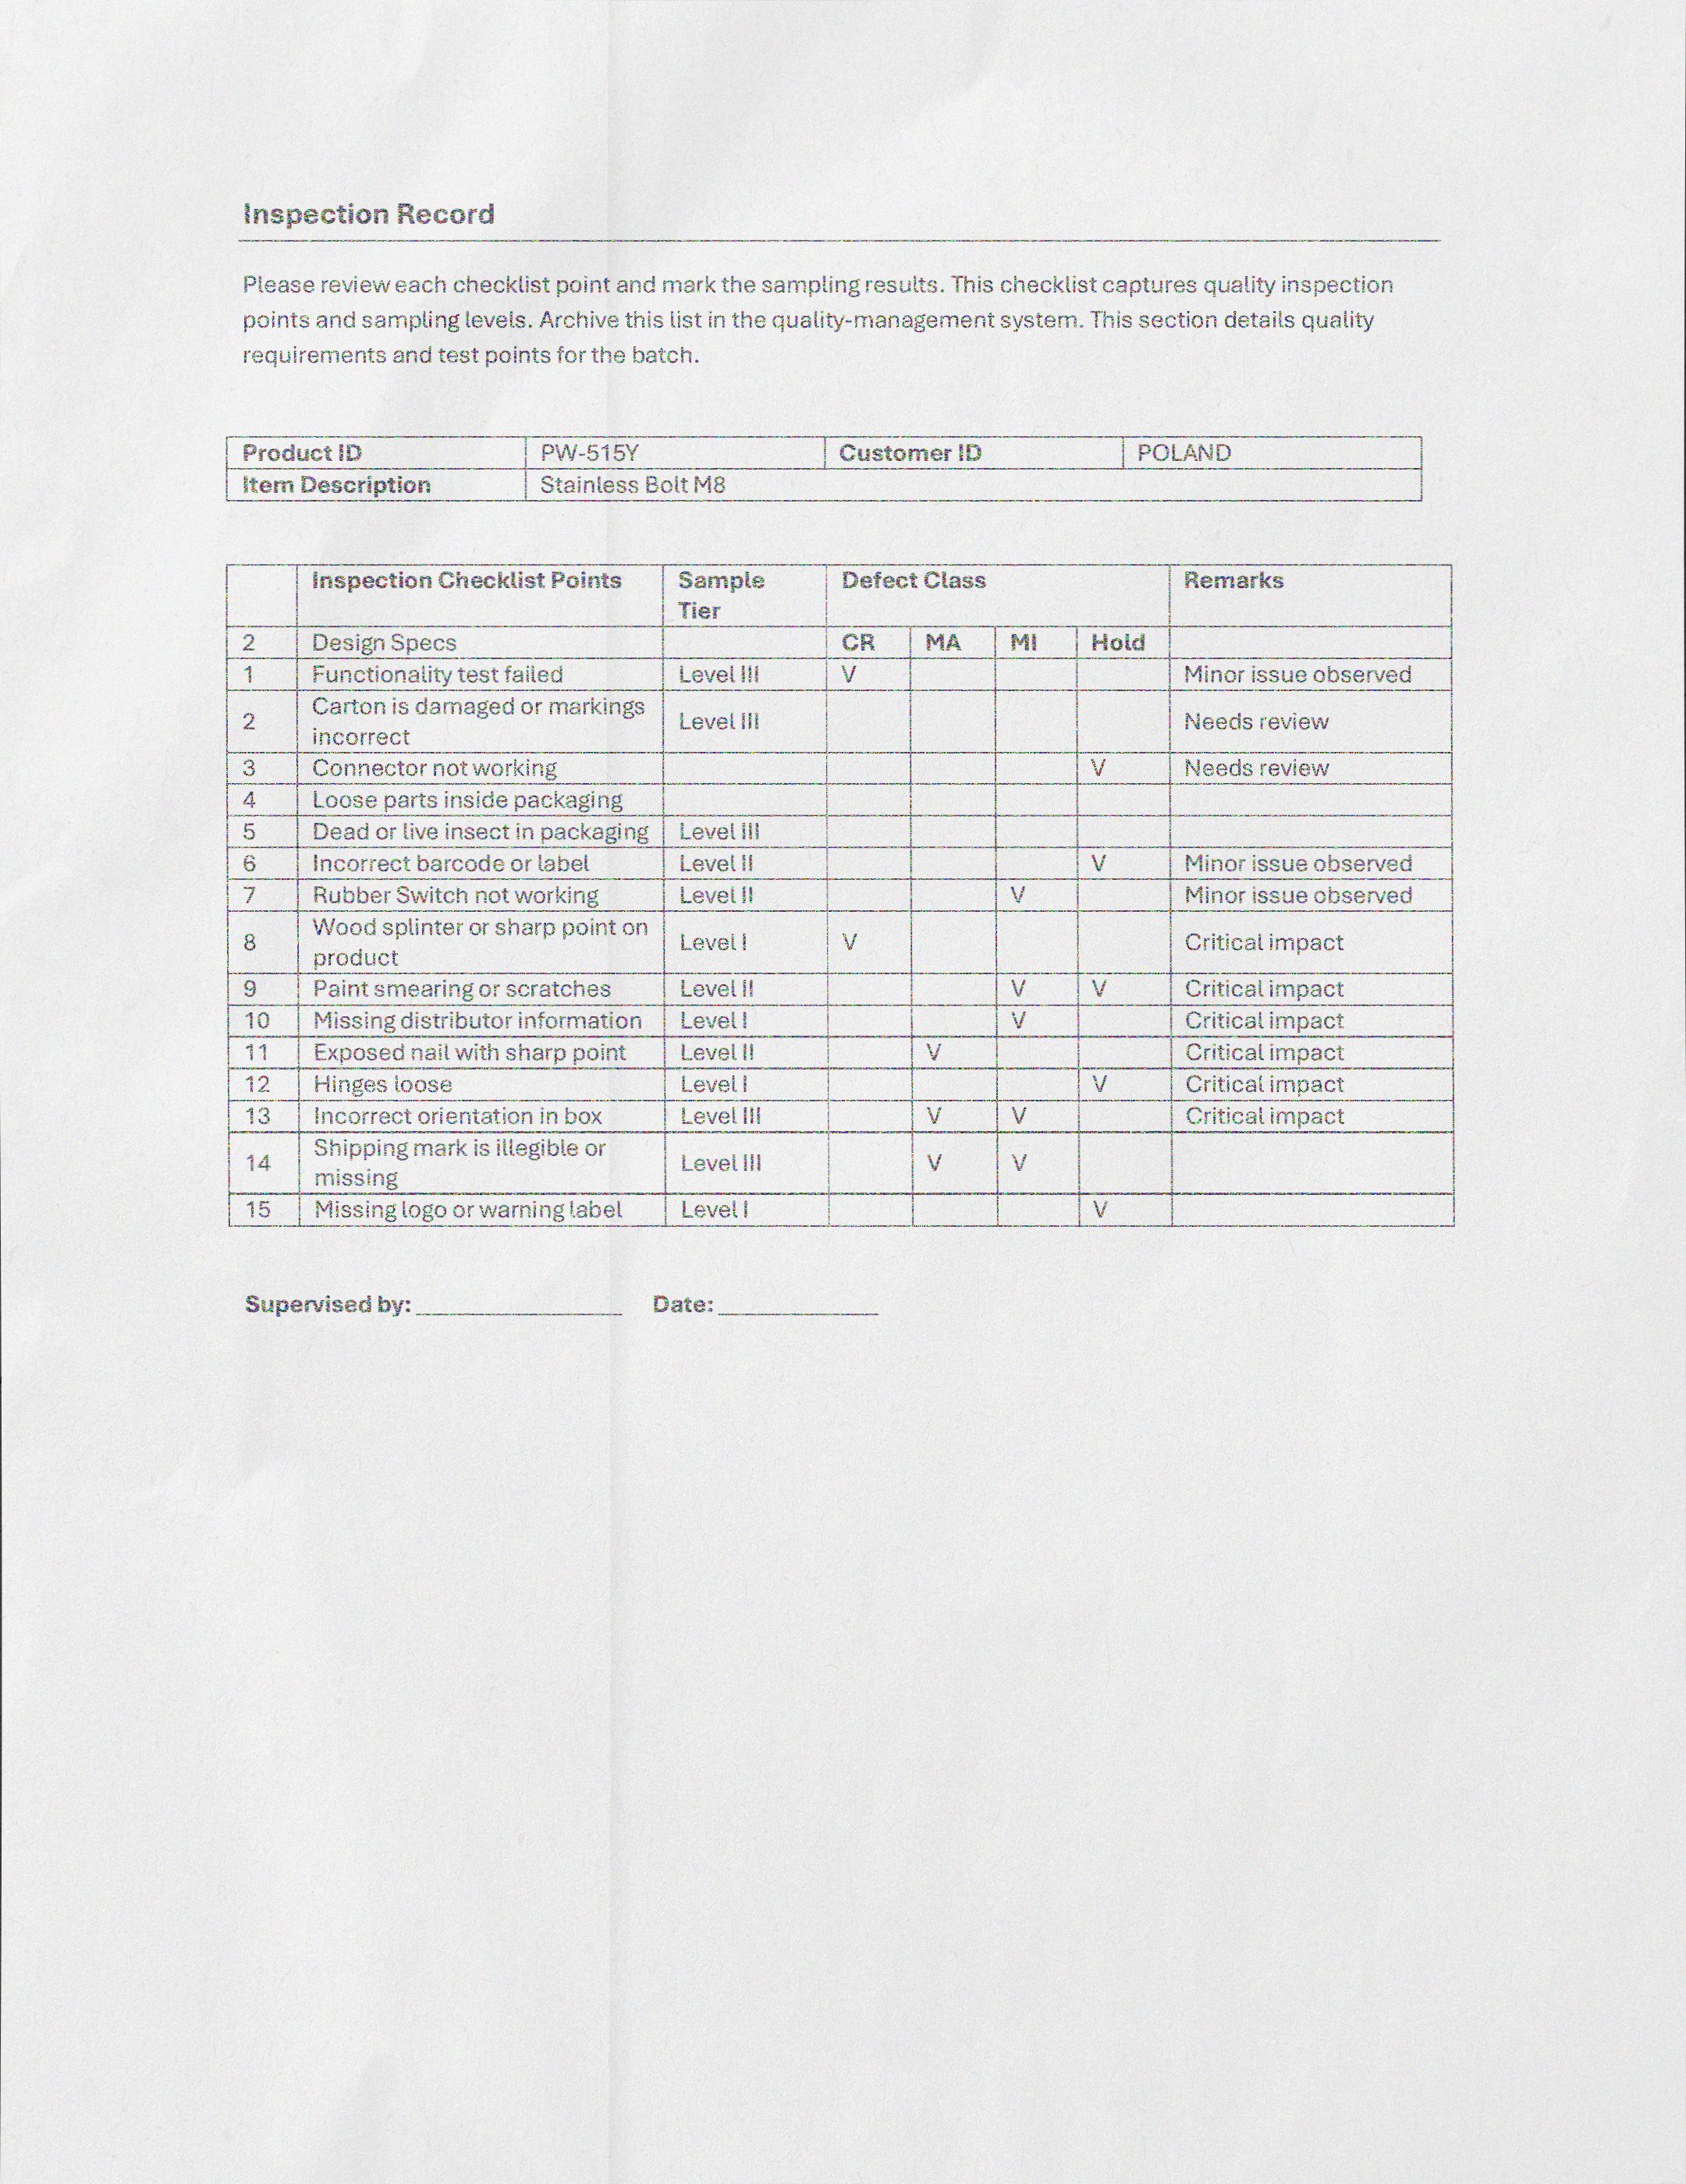 Inspection Record
Please review each checklist point and mark the sampling results. This checklist captures quality inspection
points and sampling levels. Archive this list in the quality-management system. This section details quality
requirements and test points for the batch.
Product ID PW-515Y Customer ID POLAND
Item Description Stainless Bolt M8
Inspection Checklist Points Sample Defect Class Remarks
Tier
2 Design Specs CR MA MI Hold
1 Functionality test failed Level III V Minor issue observed
Carton is damaged or markings
2 Level III Needs review
incorrect
3 Connector not working V Needs review
4 Loose parts inside packaging
5 Dead or live insect in packaging Level III
6 Incorrect barcode or label Level II V Minor issue observed
7 Rubber Switch not working Level II V Minor issue observed
Wood splinter or sharp point on
8 Level I V Critical impact
product
9 Paint smearing or scratches Level II V V Critical impact
10 Missing distributor information Level I V Critical impact
11 Exposed nail with sharp point Level II V Critical impact
12 Hinges loose Level I V Critical impact
13 Incorrect orientation in box Level III V V Critical impact
Shipping mark is illegible or
14 Level III V V
missing
15 Missing logo or warning label Level I V
Supervised by: Date: